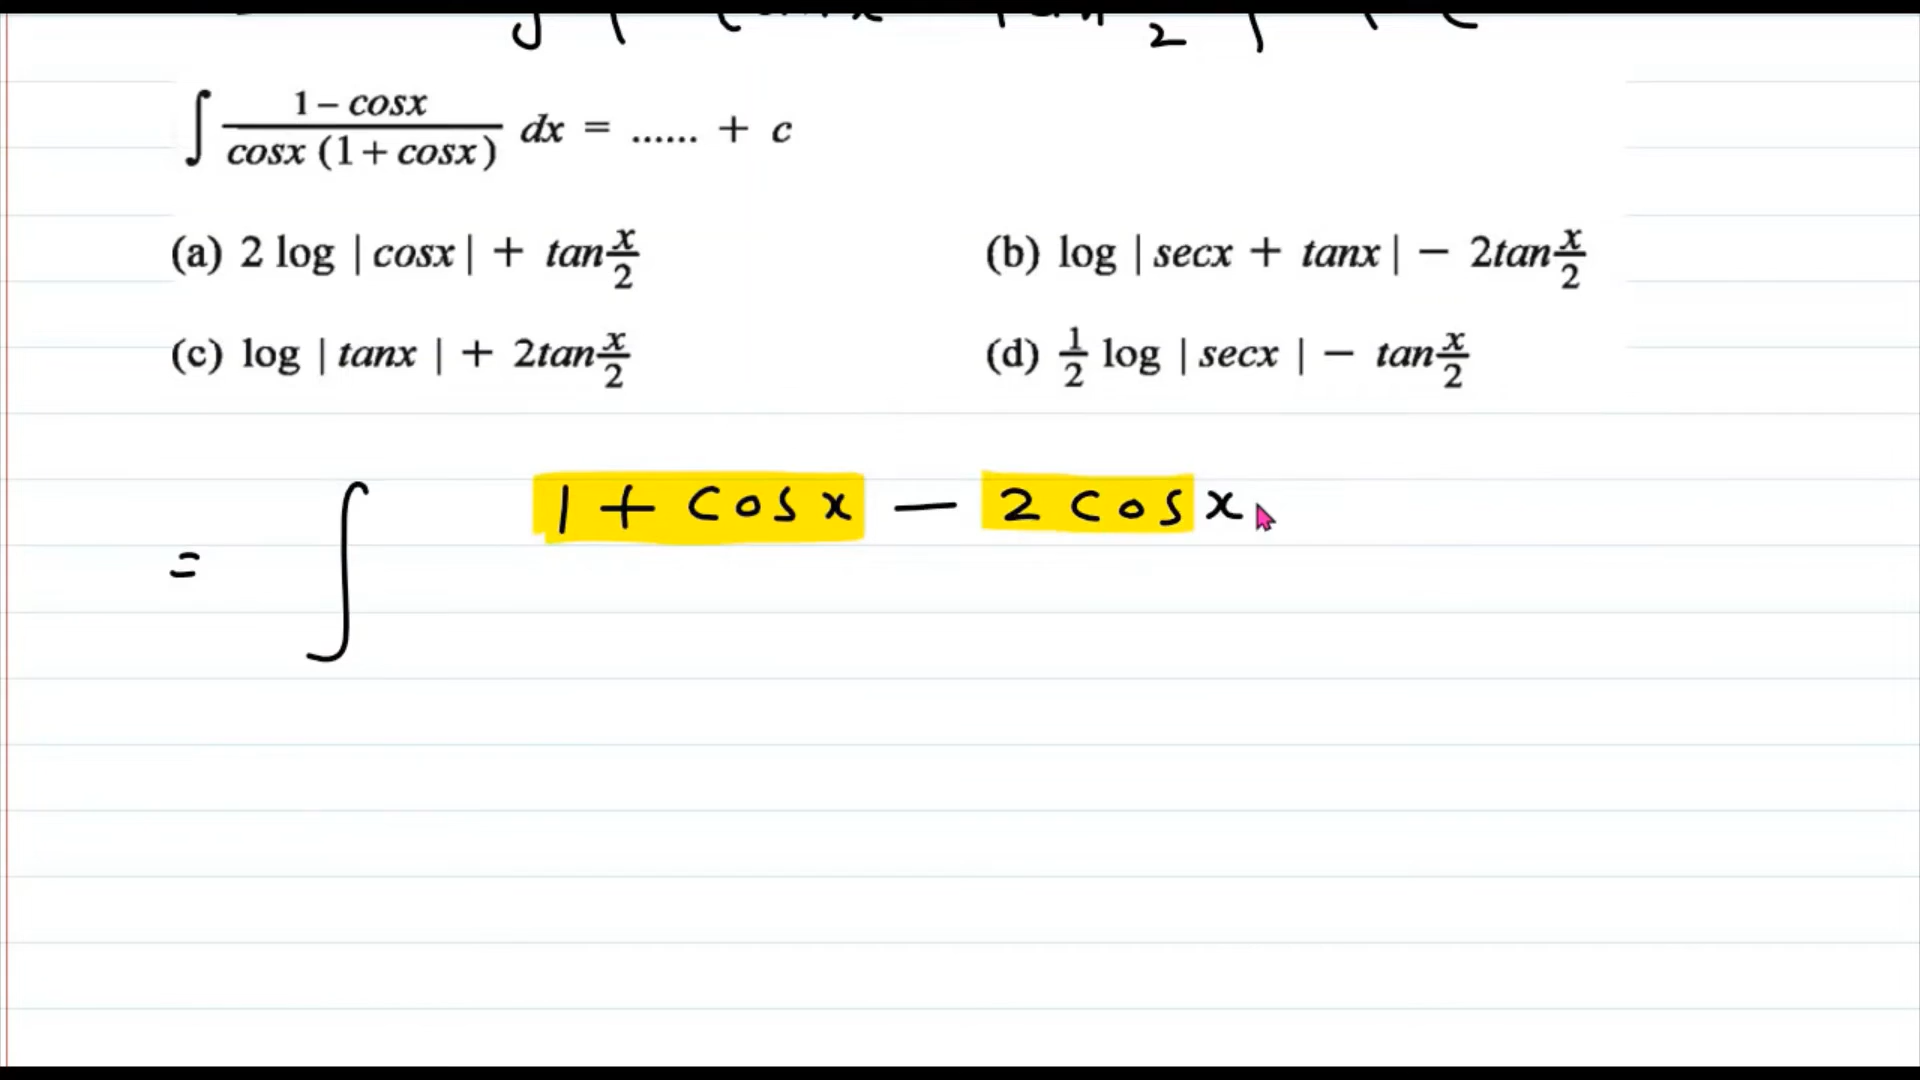 ∫ (1 – cosx)/(cosx (1 + cosx)) dx = ...... + c
(a) 2 log | cosx | + tan x/2
(b) log | secx + tanx | – 2tan x/2
(c) log | tanx | + 2tan x/2
(d) 1/2 log | secx | – tan x/2
= ∫ 1 + cosx – 2 cosx